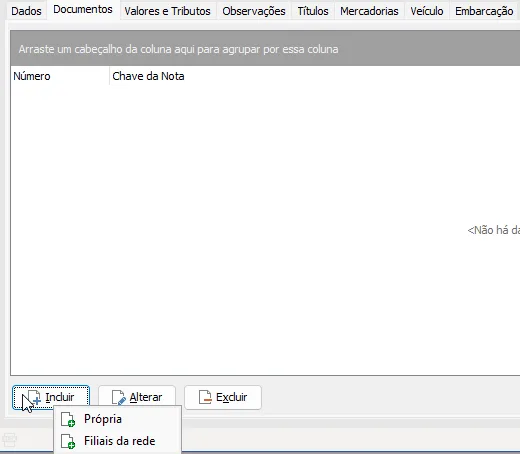 Dados Documentos Valores e Tributos Observações Títulos Mercadorias Veículo Embarcação
Arraste um cabeçalho da coluna aqui para agrupar por essa coluna
Número Chave da Nota
<Não há da
Incluir Alterar Excluir
Própria
Filiais da rede